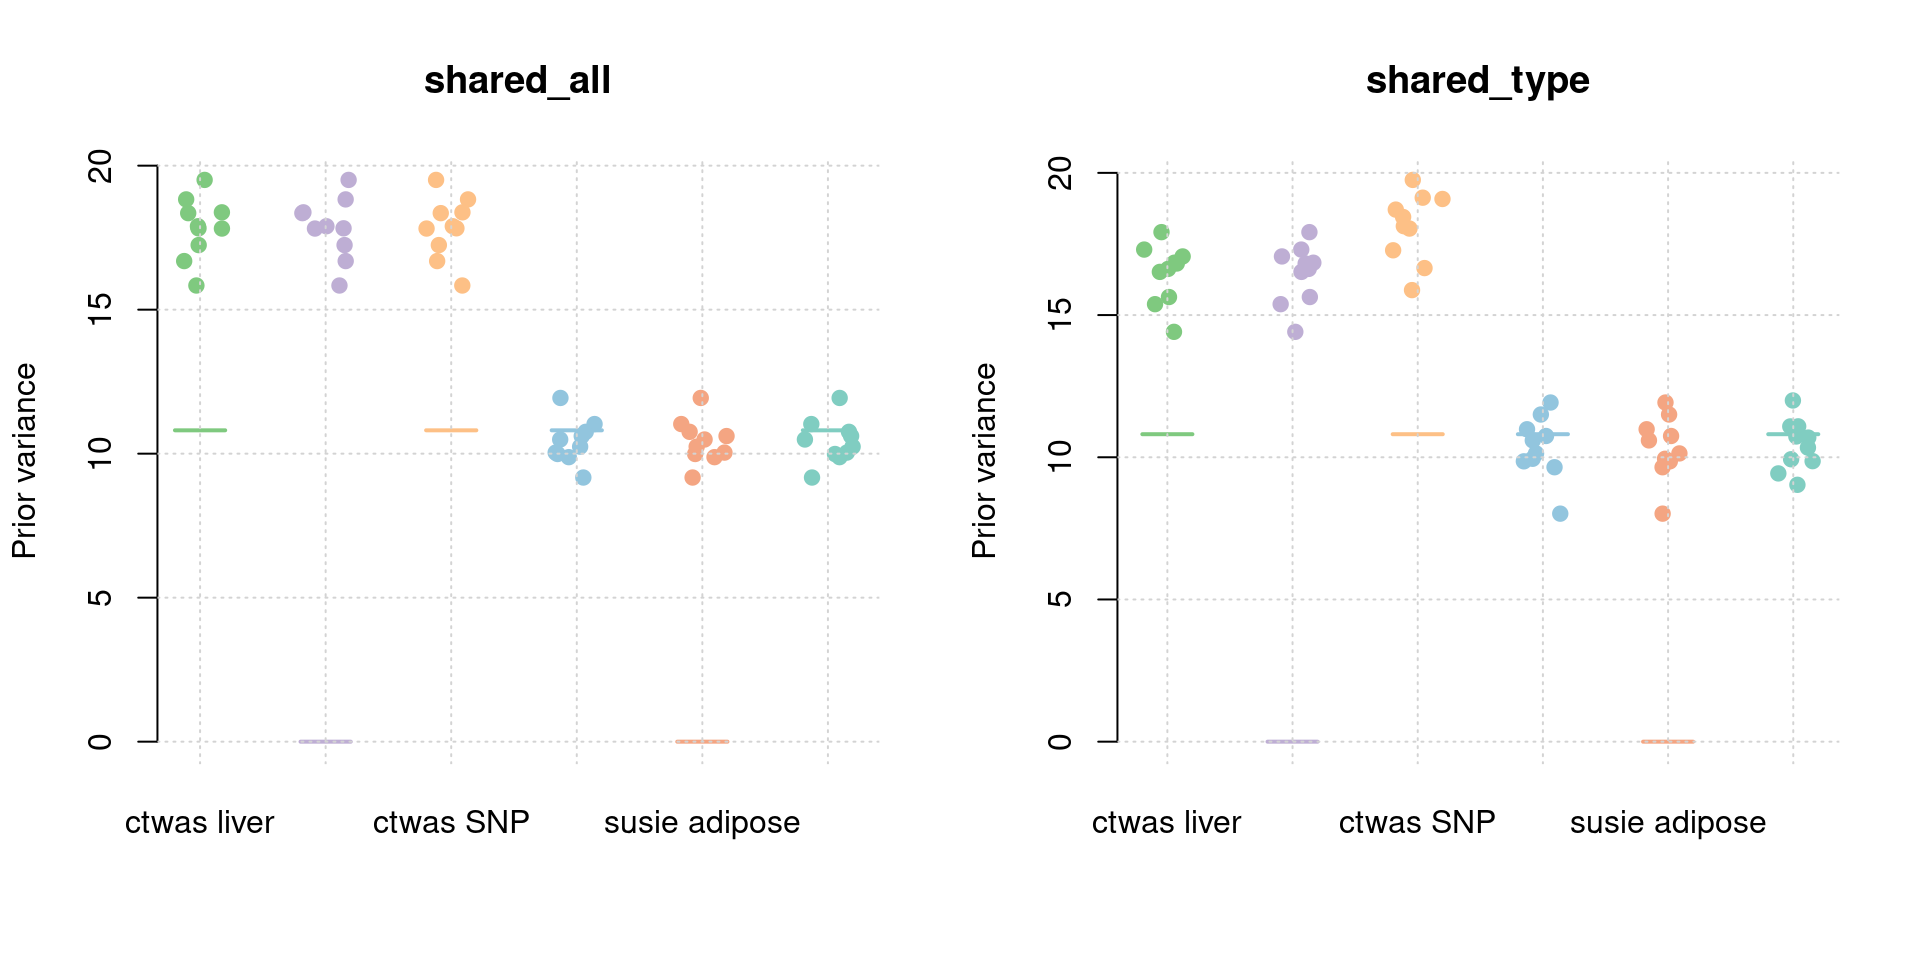 shared_all
Prior variance
20
15
10
5
0
ctwas liver
ctwas SNP
susie adipose
shared_type
Prior variance
20
15
10
5
0
ctwas liver
ctwas SNP
susie adipose